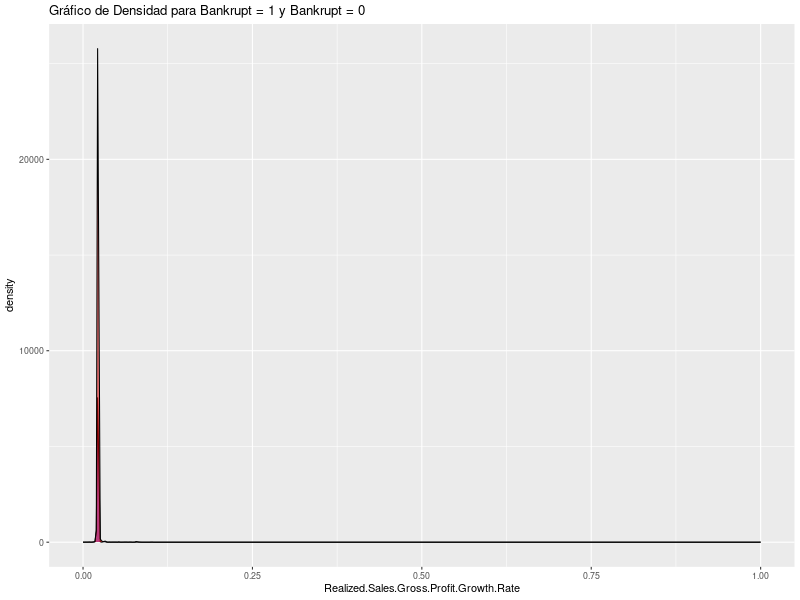 Gráfico de Densidad para Bankrupt = 1 y Bankrupt = 0
density
20000
10000
0
0.00
0.25
0.50
0.75
1.00
Realized.Sales.Gross.Profit.Growth.Rate